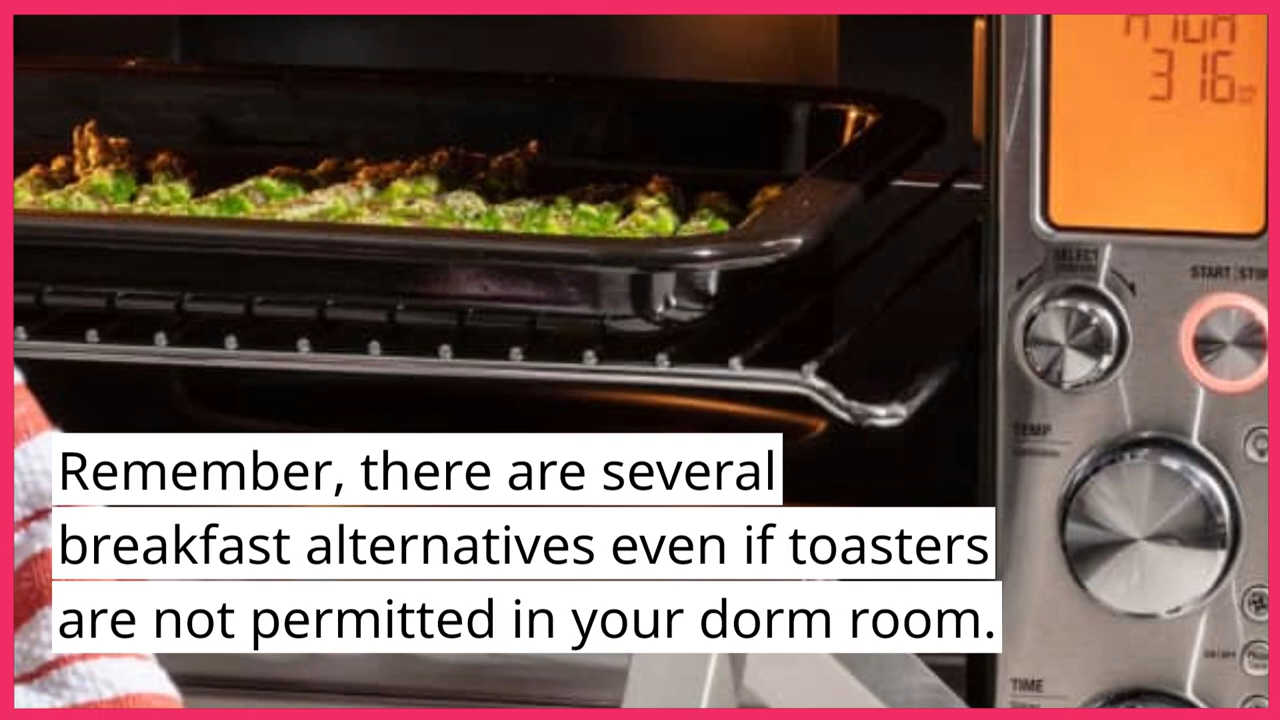 316
SELECT
START STOP
Remember, there are several
breakfast alternatives even if toasters
are not permitted in your dorm room.
TEMP
TIME